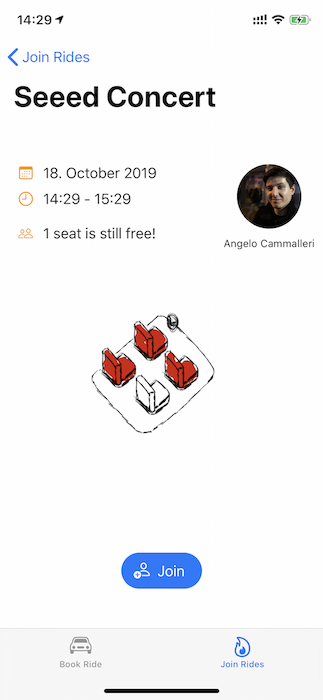 14:29
Join Rides
Seeed Concert
18. October 2019
14:29 - 15:29
1 seat is still free!
Angelo Cammalleri
Join
Book Ride
Join Rides